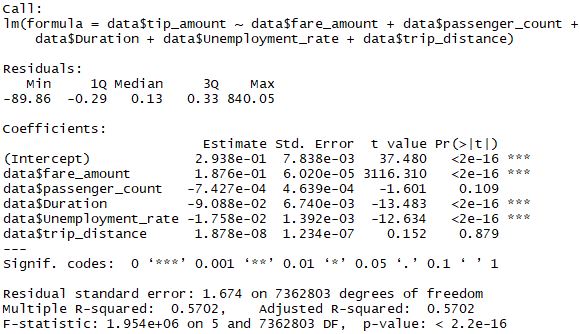 Call:
lm(formula = data$tip_amount ~ data$fare_amount + data$passenger_count +
    data$Duration + data$Unemployment_rate + data$trip_distance)
Residuals:
   Min     1Q Median     3Q    Max
-89.86  -0.29   0.13   0.33 840.05
Coefficients:
                         Estimate Std. Error  t value Pr(>|t|)
(Intercept)             2.938e-01  7.838e-03   37.480   <2e-16 ***
data$fare_amount        1.876e-01  6.020e-05 3116.310   <2e-16 ***
data$passenger_count   -7.427e-04  4.639e-04   -1.601    0.109
data$Duration          -9.088e-02  6.740e-03  -13.483   <2e-16 ***
data$Unemployment_rate -1.758e-02  1.392e-03  -12.634   <2e-16 ***
data$trip_distance      1.878e-08  1.234e-07    0.152    0.879
---
Signif. codes:  0 ‘***’ 0.001 ‘**’ 0.01 ‘*’ 0.05 ‘.’ 0.1 ‘ ’ 1
Residual standard error: 1.674 on 7362803 degrees of freedom
Multiple R-squared:  0.5702,	Adjusted R-squared:  0.5702
F-statistic: 1.954e+06 on 5 and 7362803 DF,  p-value: < 2.2e-16